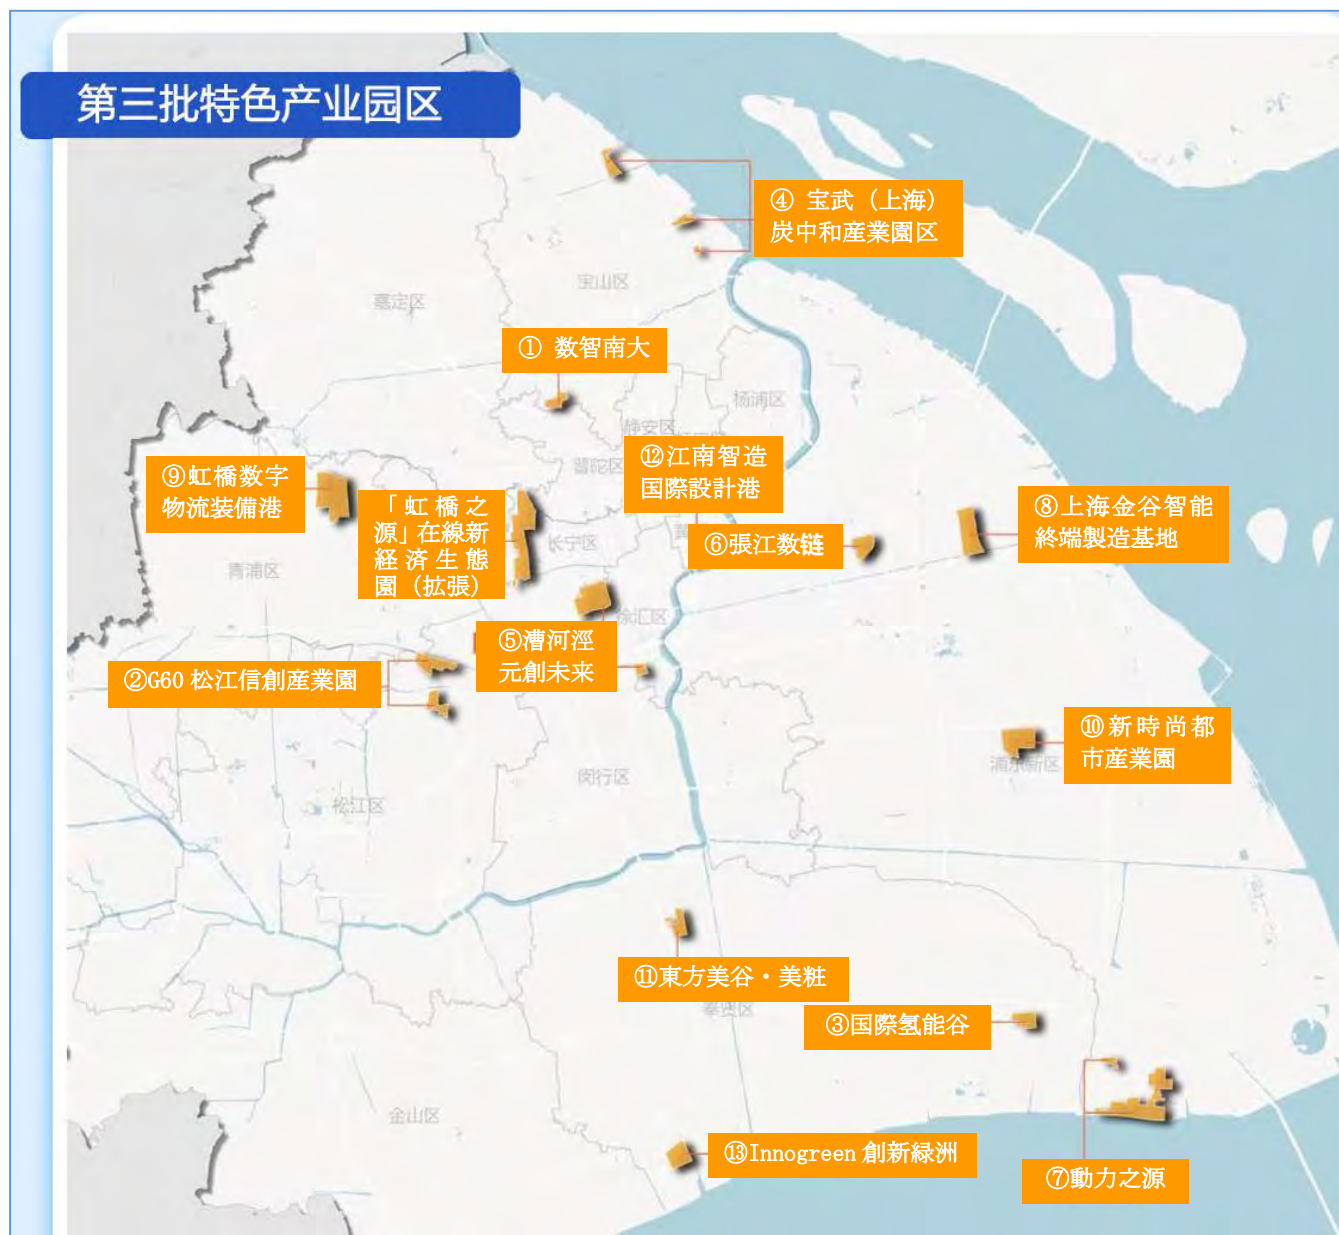 第三批特色产业园区
④ 宝武（上海）
炭中和産業園区
宝山区
嘉定区
① 数智南大
杨浦区
静安区
普陀区
⑫江南智造
国際設計港
⑨虹橋数字
物流装備港
「虹橋之
源」在線新
経済生態
園（拡張）
长宁区
⑥張江数链
⑧上海金谷智能
終端製造基地
青浦区
徐汇区
⑤漕河涇
元創未来
②G60 松江信創産業園
⑩新時尚都
市産業園
浦东新区
闵行区
松江区
⑪東方美谷・美粧
奉贤区
③国際氢能谷
金山区
⑬Innogreen 創新緑洲
⑦動力之源